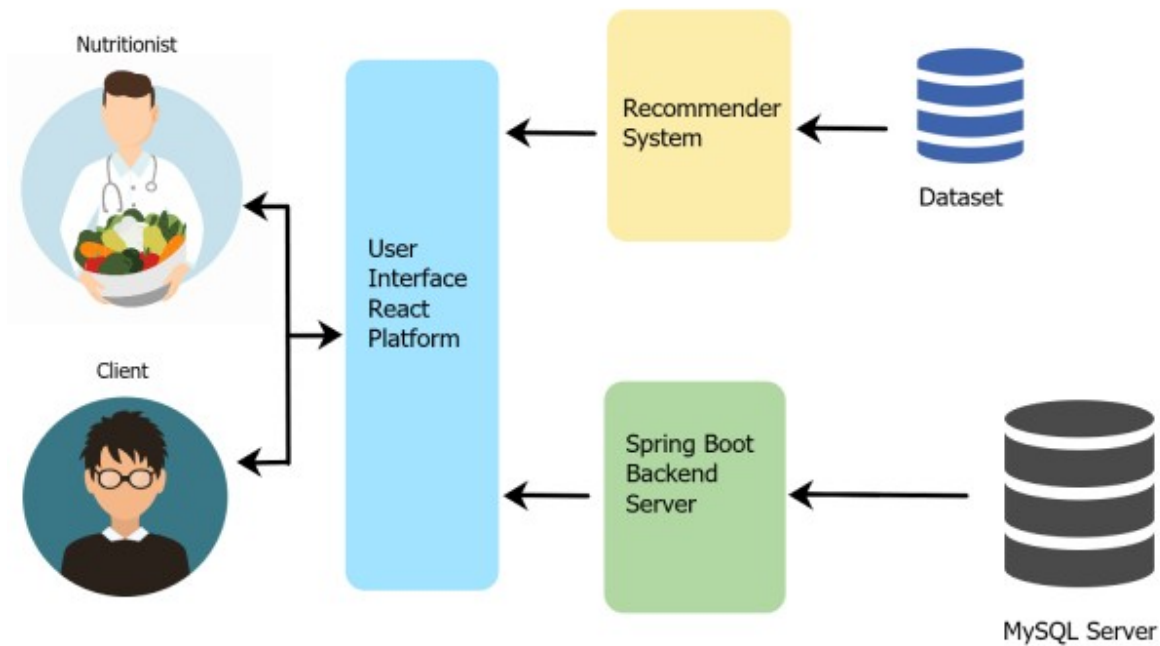 Nutritionist
Client
User
Interface
React
Platform
Recommender
System
Dataset
Spring Boot
Backend
Server
MySQL Server